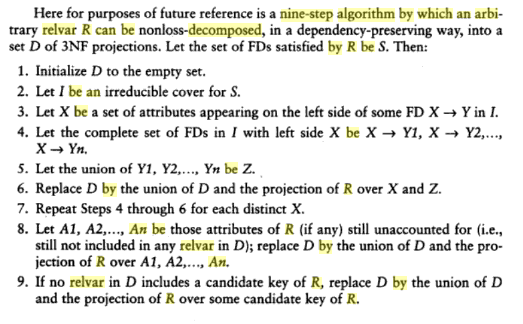 Here for purposes of future reference is a nine-step algorithm by which an arbi-
trary relvar R can be nonloss-decomposed, in a dependency-preserving way, into a
set D of 3NF projections. Let the set of FDs satisfied by R be S. Then:
1. Initialize D to the empty set.
2. Let I be an irreducible cover for S.
3. Let X be a set of attributes appearing on the left side of some FD X → Y in I.
4. Let the complete set of FDs in I with left side X be X → Y1, X → Y2,...,
X → Yn.
5. Let the union of Y1, Y2,..., Yn be Z.
6. Replace D by the union of D and the projection of R over X and Z.
7. Repeat Steps 4 through 6 for each distinct X.
8. Let A1, A2,..., An be those attributes of R (if any) still unaccounted for (i.e.,
still not included in any relvar in D); replace D by the union of D and the pro-
jection of R over A1, A2,..., An.
9. If no relvar in D includes a candidate key of R, replace D by the union of D
and the projection of R over some candidate key of R.